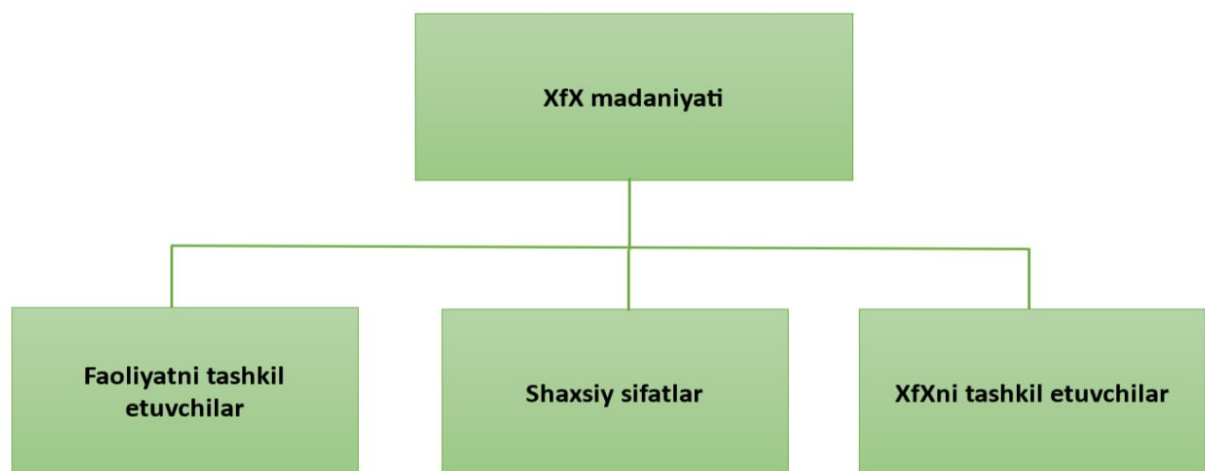 XfX madaniyati
Faoliyatni tashkil
etuvchilar
Shaxsiy sifatlar
XfXni tashkil etuvchilar